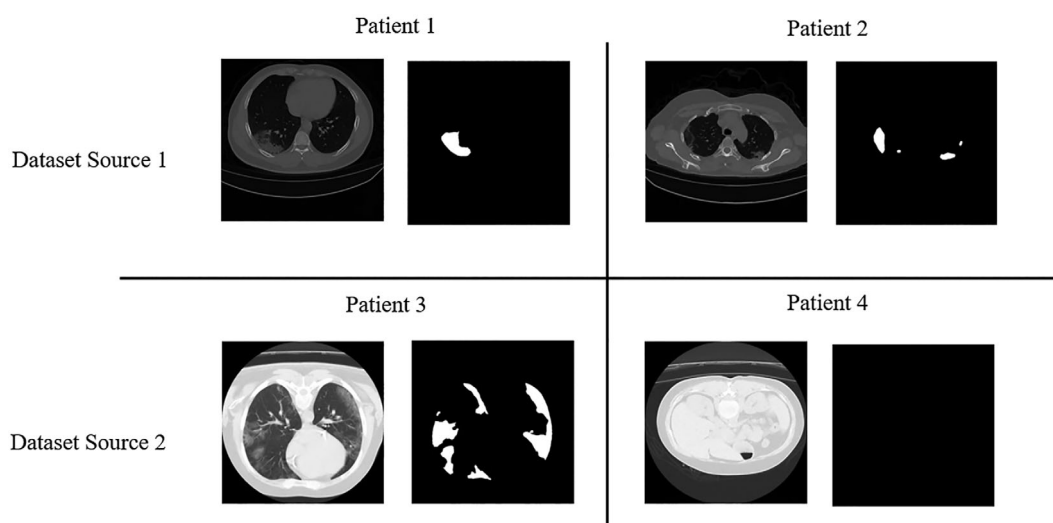 Patient 1
Patient 2
Dataset Source 1
Patient 3
Patient 4
Dataset Source 2